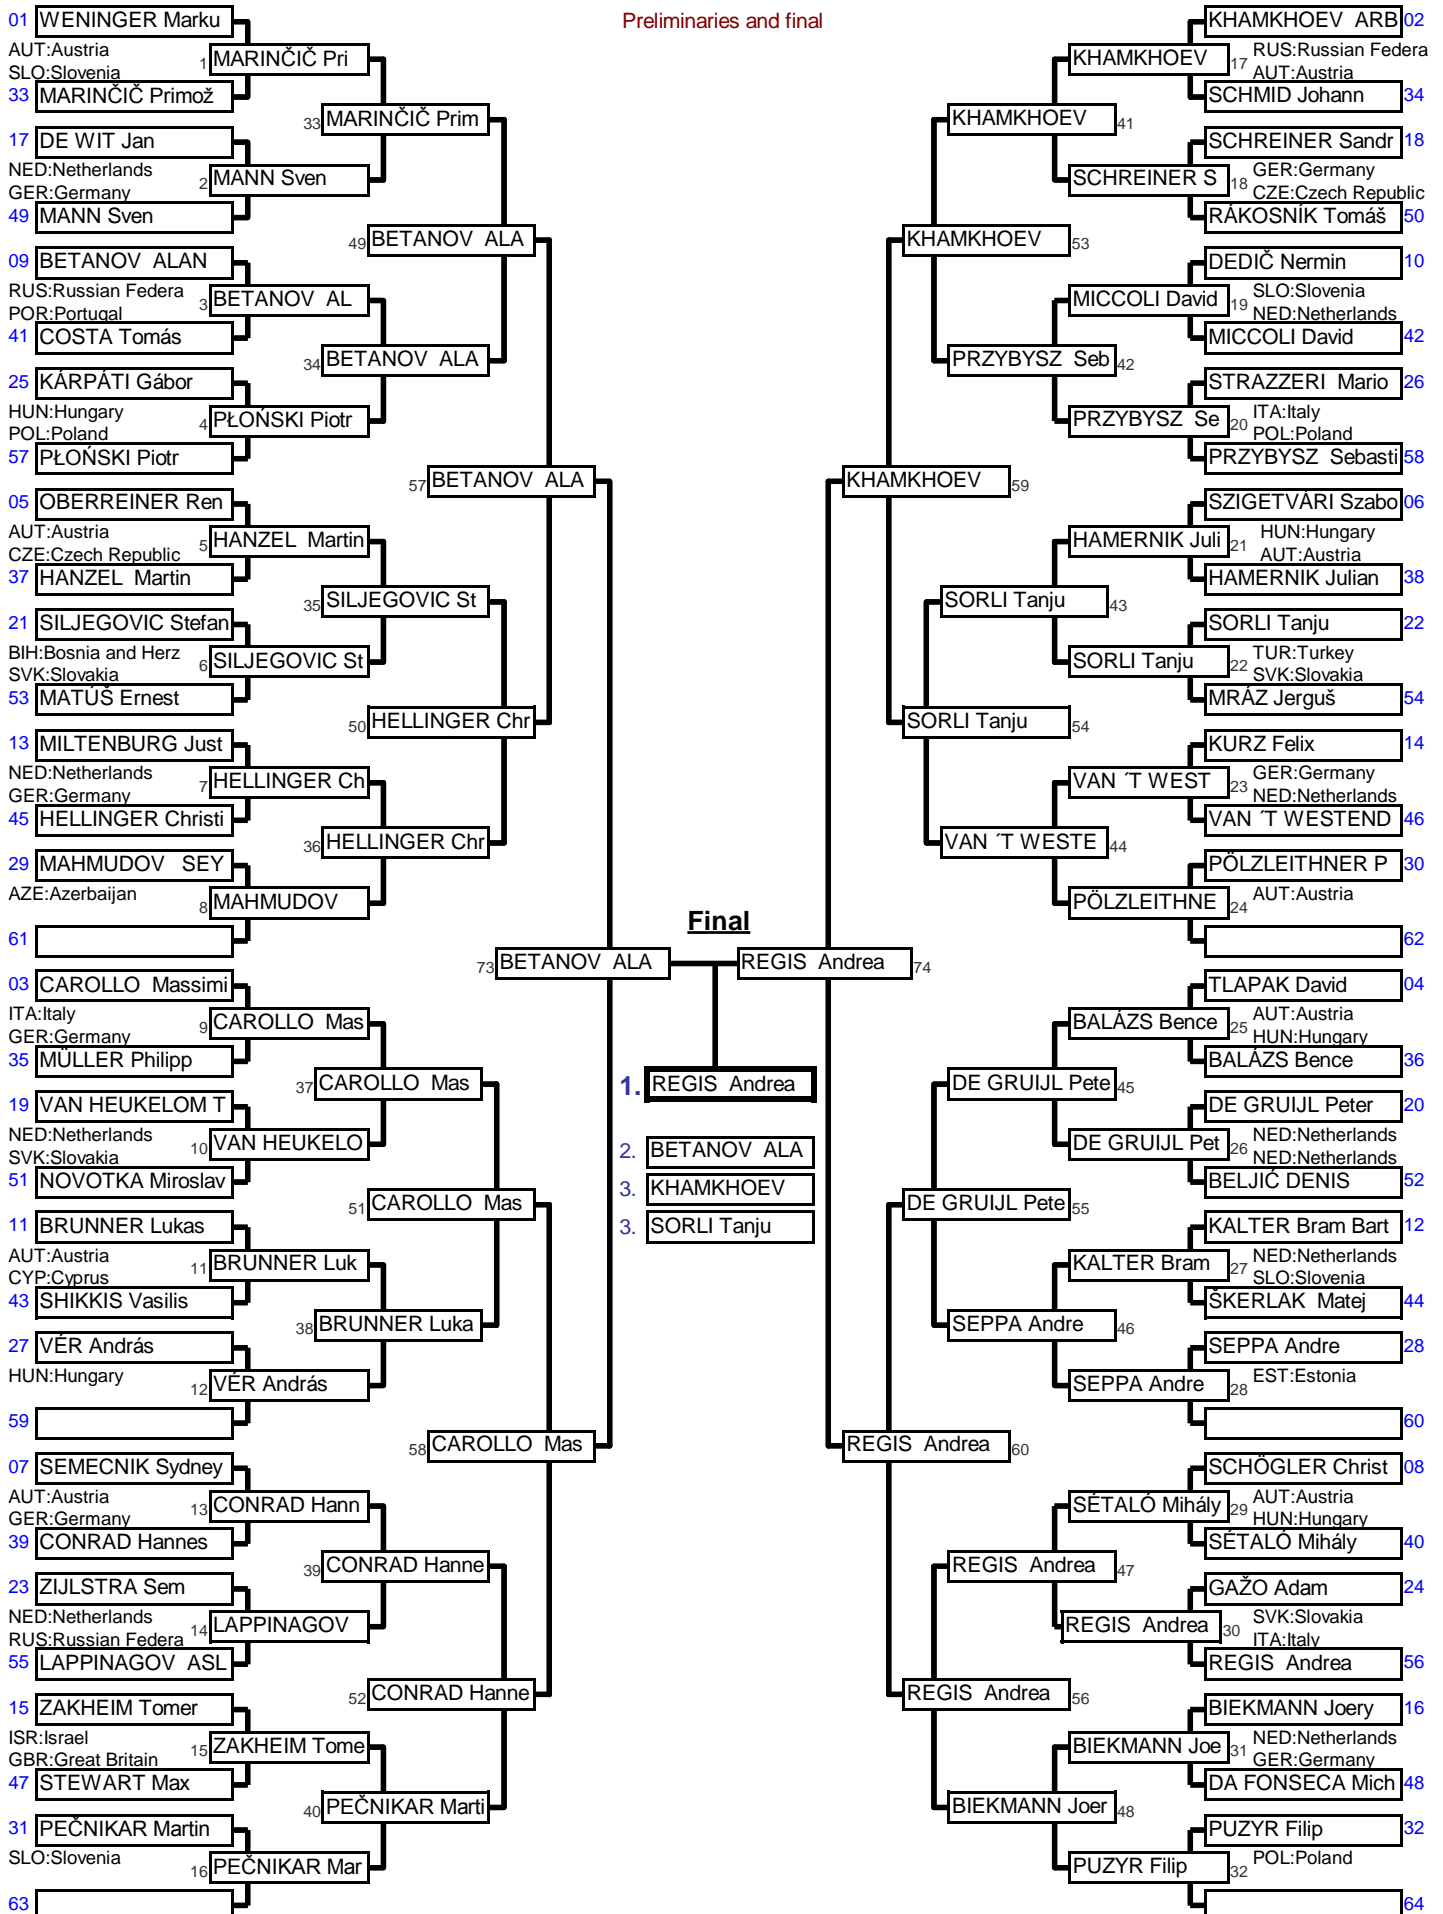 Preliminaries and final
01 WENINGER Marku
AUT:Austria
SLO:Slovenia
1 MARINČIČ Pri
33 MARINČIČ Primož
33 MARINČIČ Prim
17 DE WIT Jan
NED:Netherlands
GER:Germany
2 MANN Sven
49 MANN Sven
49 BETANOV ALA
09 BETANOV ALAN
RUS:Russian Federa
POR:Portugal
3 BETANOV AL
41 COSTA Tomás
34 BETANOV ALA
25 KÁRPÁTI Gábor
HUN:Hungary
POL:Poland
4 PŁOŃSKI Piotr
57 PŁOŃSKI Piotr
57 BETANOV ALA
05 OBERREINER Ren
AUT:Austria
CZE:Czech Republic
5 HANZEL Martin
37 HANZEL Martin
35 SILJEGOVIC St
21 SILJEGOVIC Stefan
BIH:Bosnia and Herz
SVK:Slovakia
6 SILJEGOVIC St
53 MATÚŠ Ernest
50 HELLINGER Chr
13 MILTENBURG Just
NED:Netherlands
GER:Germany
7 HELLINGER Ch
45 HELLINGER Christi
36 HELLINGER Chr
29 MAHMUDOV SEY
AZE:Azerbaijan
8 MAHMUDOV
61
73 BETANOV ALA
03 CAROLLO Massimi
ITA:Italy
GER:Germany
9 CAROLLO Mas
35 MÜLLER Philipp
37 CAROLLO Mas
19 VAN HEUKELOM T
NED:Netherlands
SVK:Slovakia
10 VAN HEUKELO
51 NOVOTKA Miroslav
51 CAROLLO Mas
11 BRUNNER Lukas
AUT:Austria
CYP:Cyprus
11 BRUNNER Luk
43 SHIKKIS Vasilis
38 BRUNNER Luka
27 VÉR András
HUN:Hungary
12 VÉR András
59
58 CAROLLO Mas
07 SEMECNIK Sydney
AUT:Austria
GER:Germany
13 CONRAD Hann
39 CONRAD Hannes
39 CONRAD Hanne
23 ZIJLSTRA Sem
NED:Netherlands
RUS:Russian Federa
14 LAPPINAGOV
55 LAPPINAGOV ASL
52 CONRAD Hanne
15 ZAKHEIM Tomer
ISR:Israel
GBR:Great Britain
15 ZAKHEIM Tome
47 STEWART Max
40 PEČNIKAR Marti
31 PEČNIKAR Martin
SLO:Slovenia
16 PEČNIKAR Mar
63
Final
1. REGIS Andrea
2. BETANOV ALA
3. KHAMKHOEV
3. SORLI Tanju
KHAMKHOEV ARB 02
KHAMKHOEV 17
RUS:Russian Federa
AUT:Austria
SCHMID Johann 34
KHAMKHOEV 41
SCHREINER Sandr 18
SCHREINER S 18
GER:Germany
CZE:Czech Republic
RÁKOSNÍK Tomáš 50
KHAMKHOEV 53
DEDIČ Nermin 10
MICCOLI David 19
SLO:Slovenia
NED:Netherlands
MICCOLI David 42
PRZYBYSZ Seb 42
STRAZZERI Mario 26
PRZYBYSZ Se 20
ITA:Italy
POL:Poland
PRZYBYSZ Sebasti 58
KHAMKHOEV 59
SZIGETVÁRI Szabo 06
HAMERNIK Juli 21
HUN:Hungary
AUT:Austria
HAMERNIK Julian 38
SORLI Tanju 43
SORLI Tanju 22
SORLI Tanju 22
TUR:Turkey
SVK:Slovakia
MRÁZ Jerguš 54
SORLI Tanju 54
KURZ Felix 14
VAN ´T WEST 23
GER:Germany
NED:Netherlands
VAN ´T WESTEND 46
VAN ´T WESTE 44
PÖLZLEITHNER P 30
PÖLZLEITHNE 24
AUT:Austria
62
REGIS Andrea 74
TLAPAK David 04
BALÁZS Bence 25
AUT:Austria
HUN:Hungary
BALÁZS Bence 36
DE GRUIJL Pete 45
DE GRUIJL Peter 20
DE GRUIJL Pet 26
NED:Netherlands
NED:Netherlands
BELJIĆ DENIS 52
DE GRUIJL Pete 55
KALTER Bram Bart 12
KALTER Bram 27
NED:Netherlands
SLO:Slovenia
ŠKERLAK Matej 44
SEPPA Andre 46
SEPPA Andre 28
SEPPA Andre 28
EST:Estonia
60
REGIS Andrea 60
SCHÖGLER Christ 08
SÉTALÓ Mihály 29
AUT:Austria
HUN:Hungary
SÉTALÓ Mihály 40
REGIS Andrea 47
GAŽO Adam 24
REGIS Andrea 30
SVK:Slovakia
ITA:Italy
REGIS Andrea 56
REGIS Andrea 56
BIEKMANN Joery 16
BIEKMANN Joe 31
NED:Netherlands
GER:Germany
DA FONSECA Mich 48
BIEKMANN Joer 48
PUZYR Filip 32
PUZYR Filip 32
POL:Poland
64